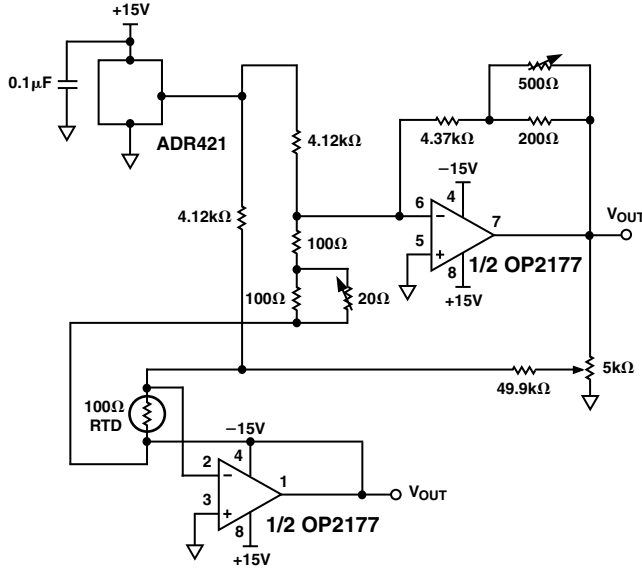 +15V
0.1µF
ADR421
4.12kΩ
4.12kΩ
100Ω
100Ω
20Ω
500Ω
4.37kΩ
200Ω
−15V
6
4
7
5
8
+15V
1/2 OP2177
VOUT
5kΩ
49.9kΩ
100Ω
RTD
−15V
2
4
1
3
8
+15V
1/2 OP2177
VOUT
−
+
−
+